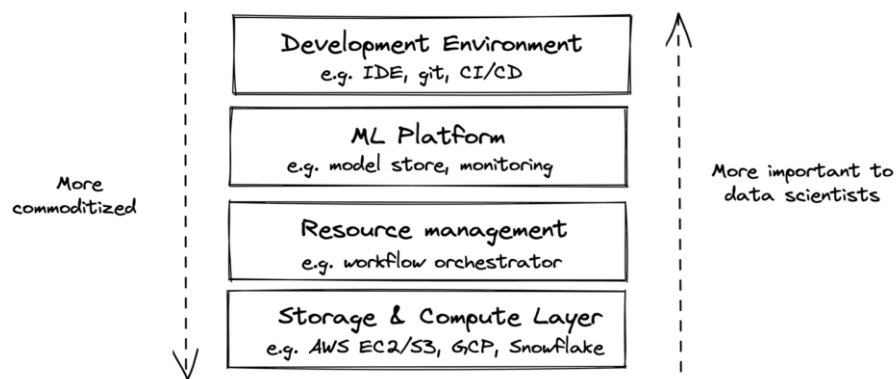 Development Environment
e.g. IDE, git, CI/CD
ML Platform
e.g. model store, monitoring
More
commoditized
More important to
data scientists
Resource management
e.g. workflow orchestrator
Storage & Compute Layer
e.g. AWS EC2/S3, GCP, Snowflake